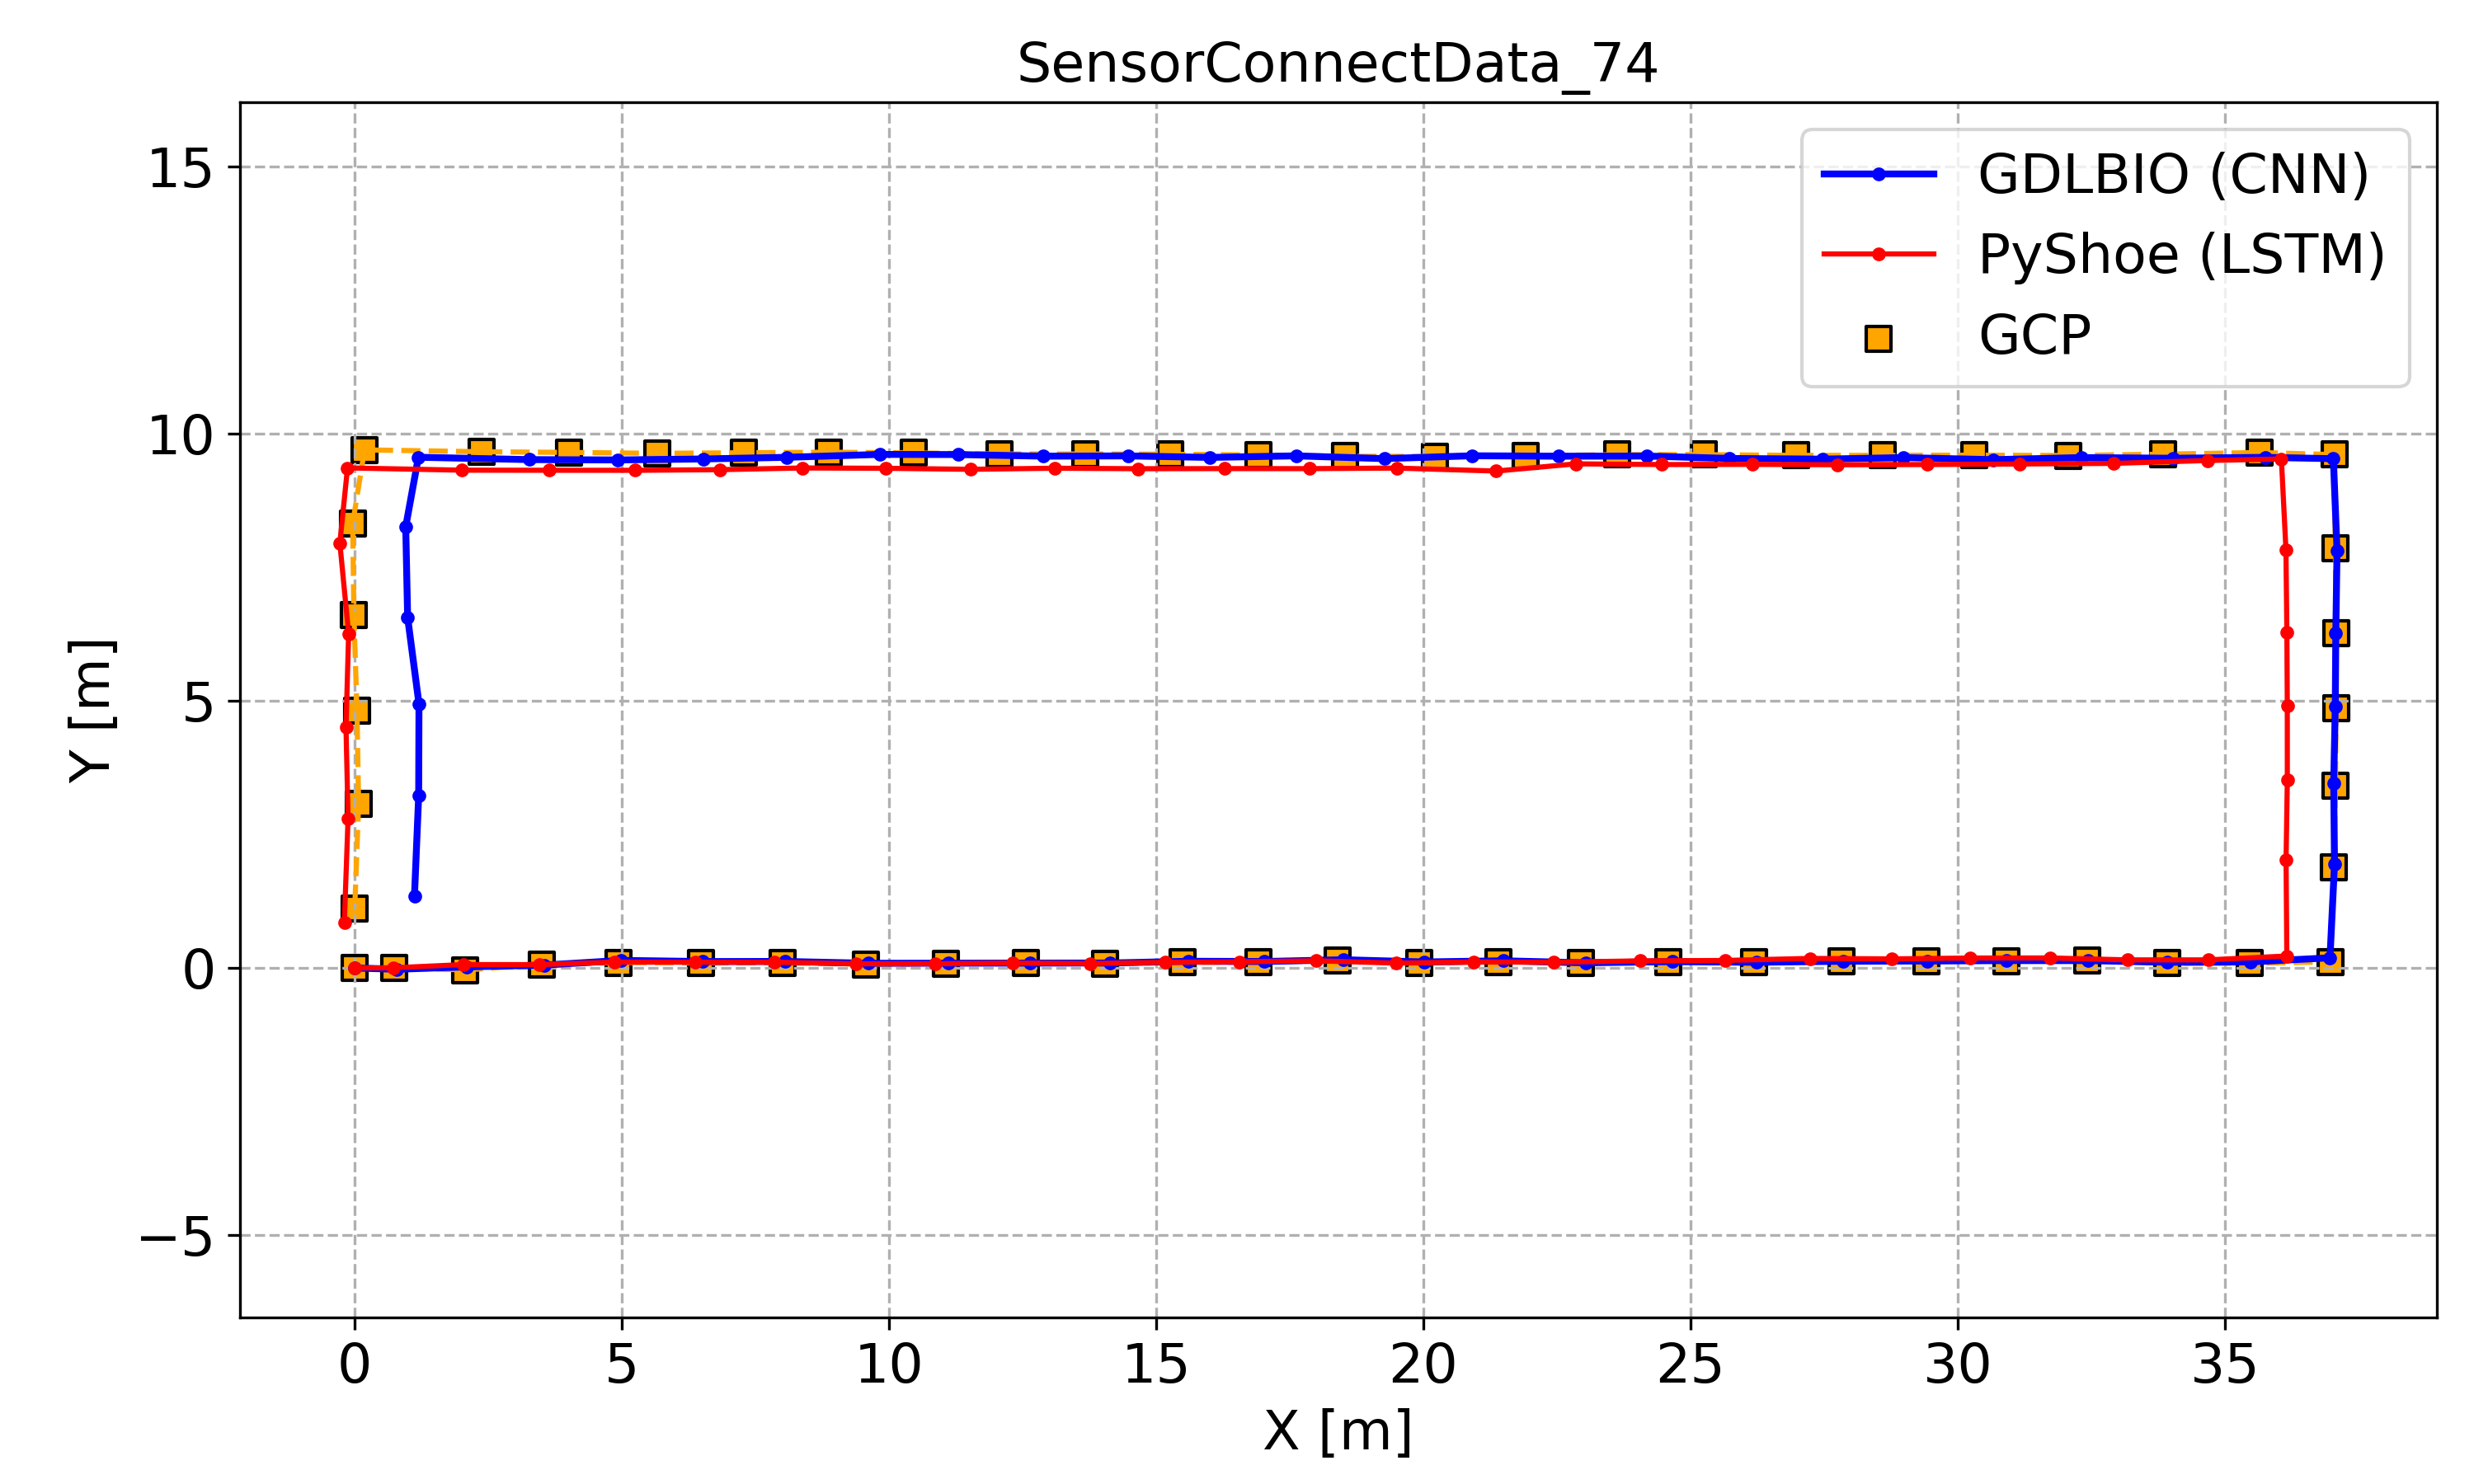 SensorConnectData_74
GDLBIO (CNN)
PyShoe (LSTM)
GCP
15
10
5
0
−5
Y [m]
0 5 10 15 20 25 30 35
X [m]